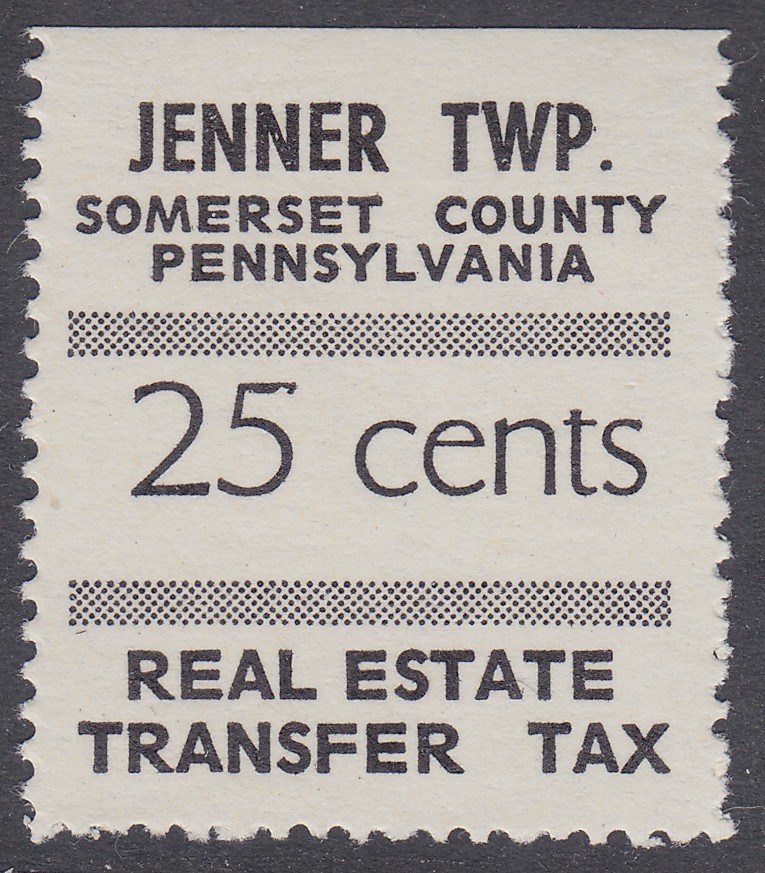 JENNER TWP.
SOMERSET COUNTY
PENNSYLVANIA
25 cents
REAL ESTATE
TRANSFER TAX